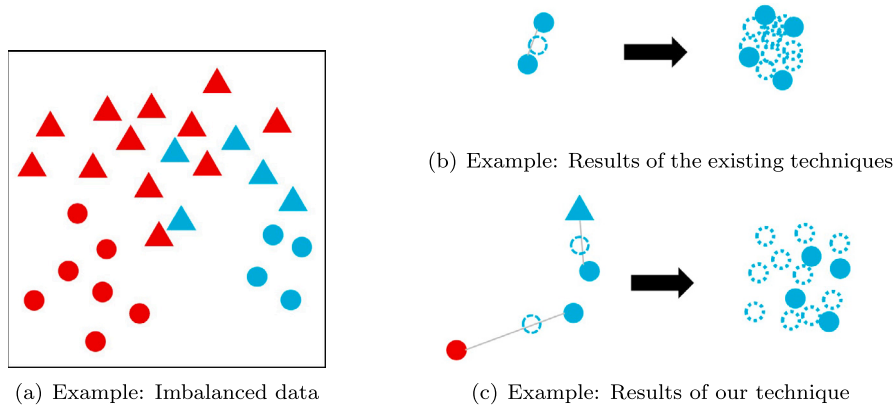 (b) Example: Results of the existing techniques
(a) Example: Imbalanced data
(c) Example: Results of our technique